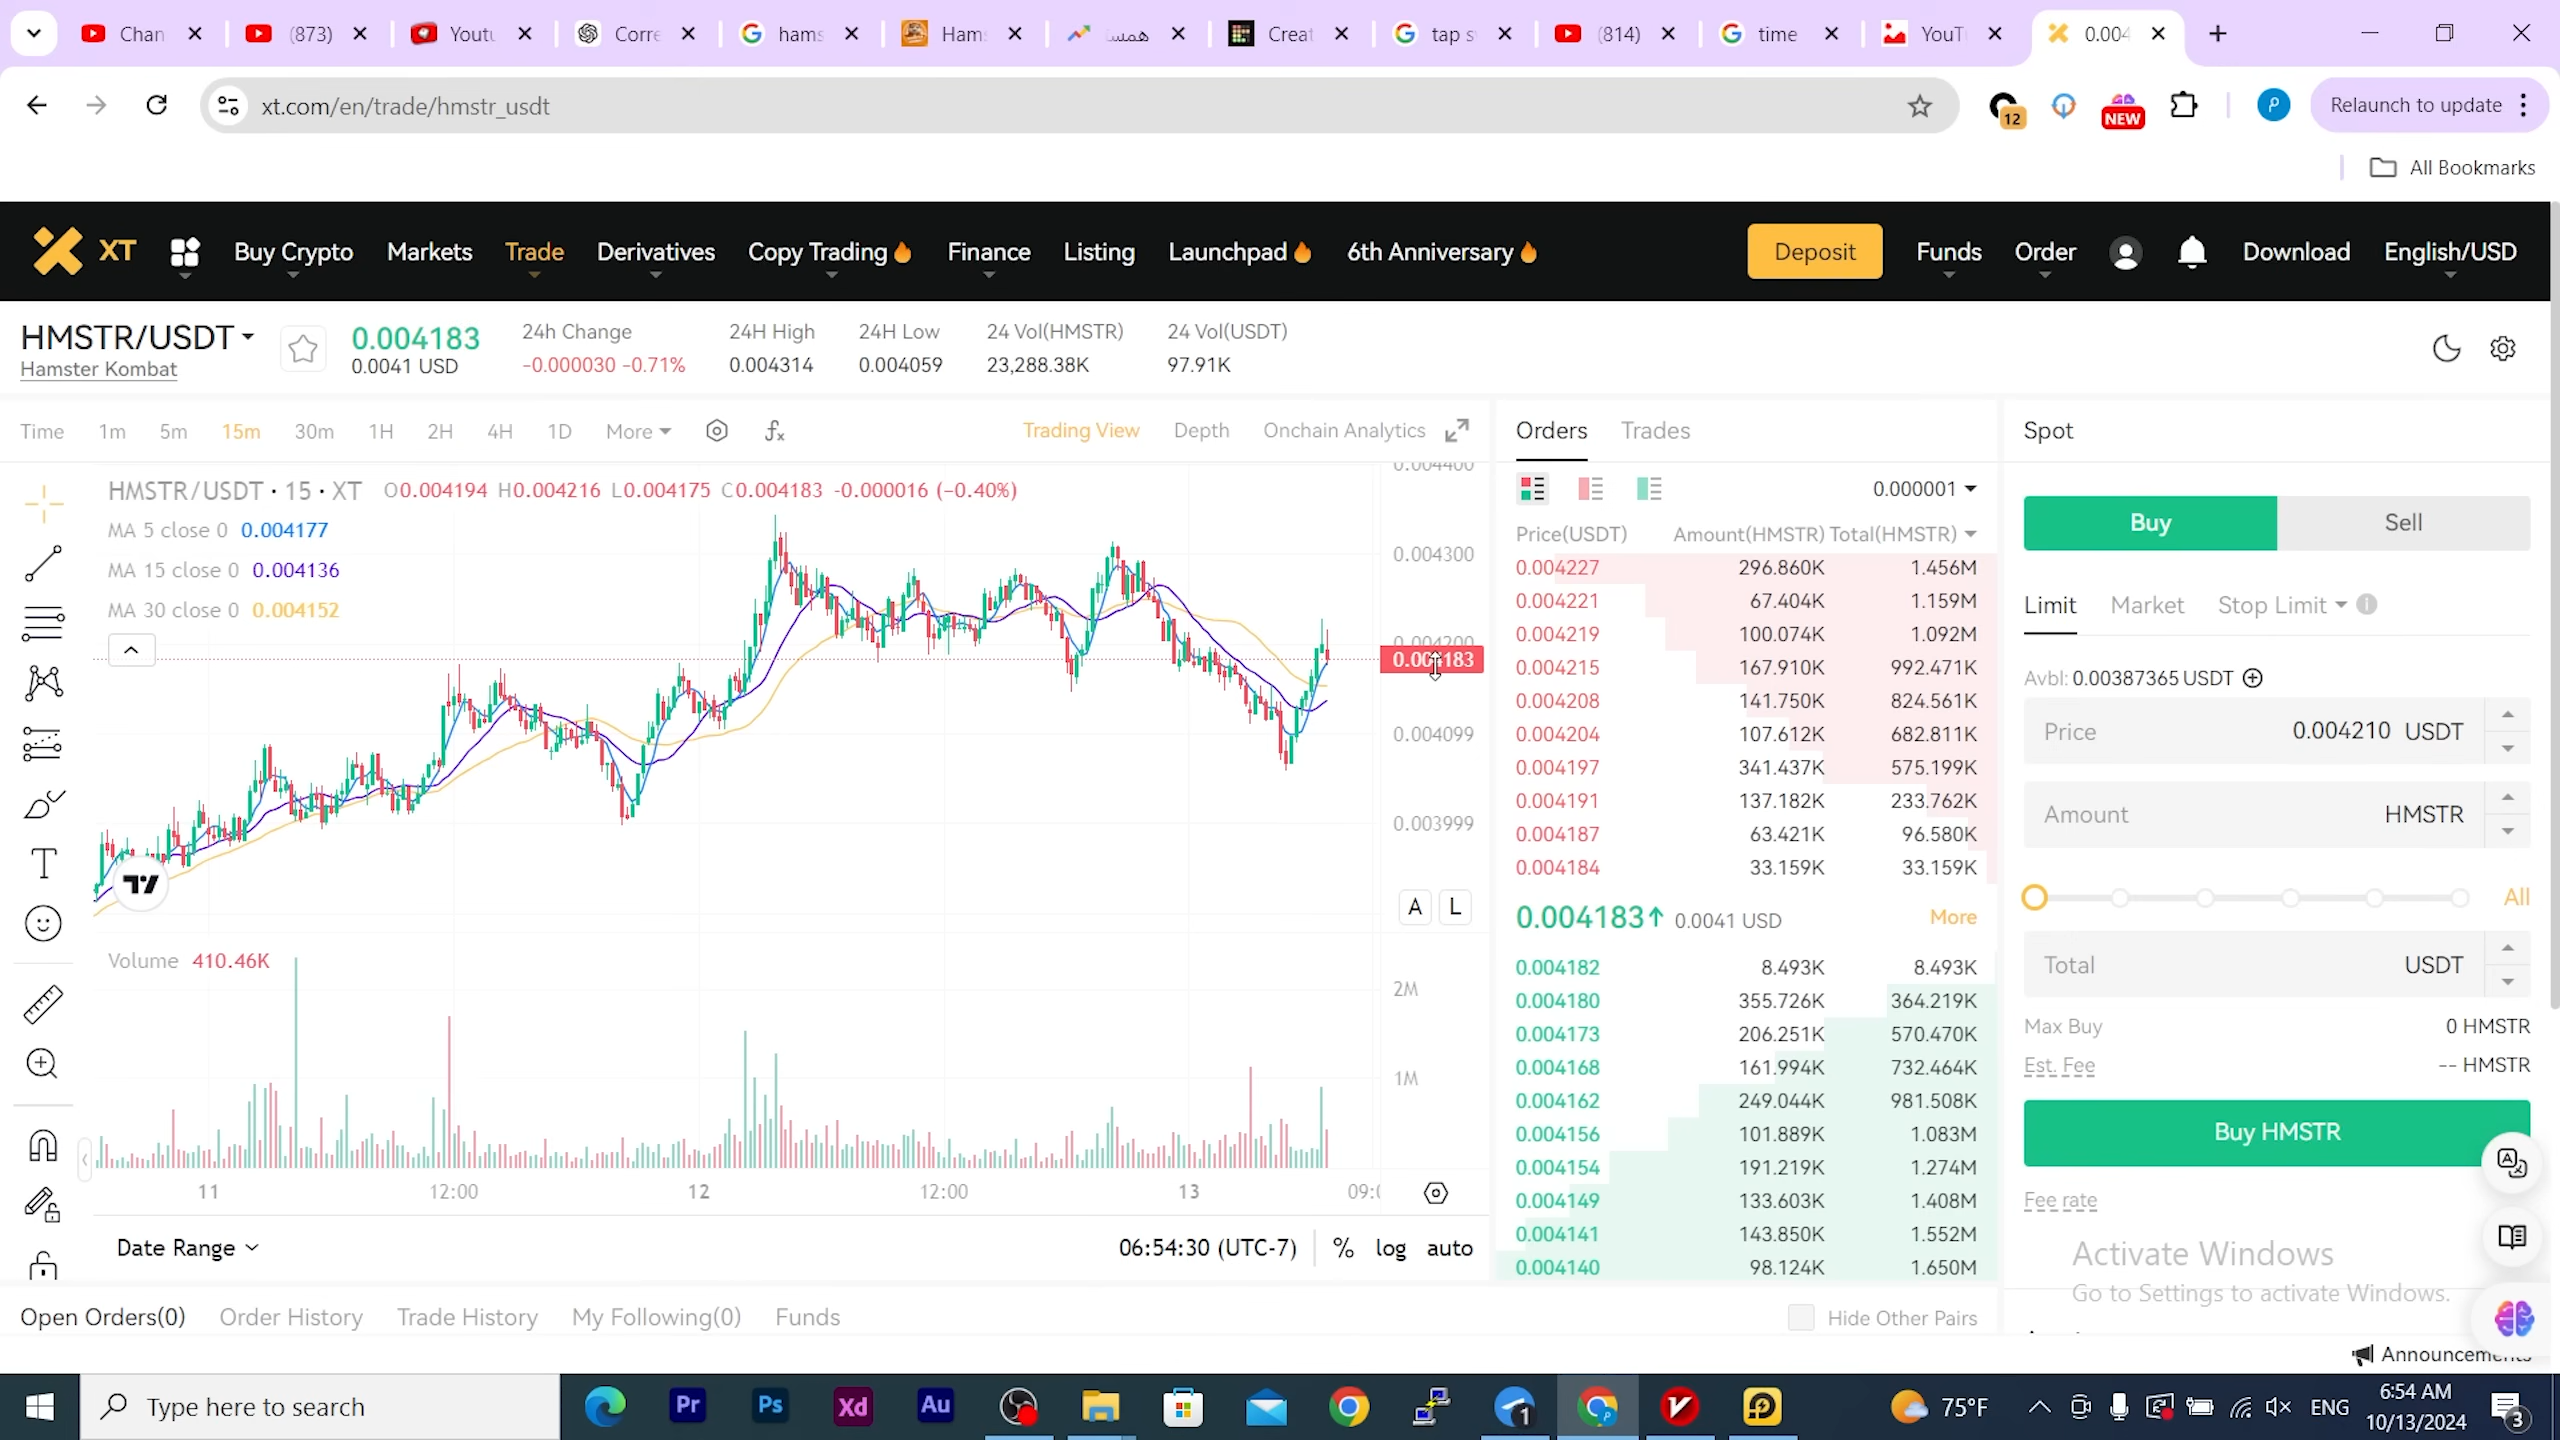 Chan
(873)
Yout
Corre
hams
Ham
همسـ
Creat
tap s
(814)
time
YouT
0.004
xt.com/en/trade/hmstr_usdt
12
NEW
P
Relaunch to update
All Bookmarks
XT Buy Crypto Markets Trade Derivatives Copy Trading Finance Listing Launchpad 6th Anniversary Deposit Funds Order Download English/USD
HMSTR/USDT
Hamster Kombat
0.004183
0.0041 USD
24h Change
-0.000030 -0.71%
24H High
0.004314
24H Low
0.004059
24 Vol(HMSTR)
23,288.38K
24 Vol(USDT)
97.91K
Time 1m 5m 15m 30m 1H 2H 4H 1D More fx Trading View Depth Onchain Analytics
HMSTR/USDT · 15 · XT O0.004194 H0.004216 L0.004175 C0.004183 -0.000016 (−0.40%)
MA 5 close 0 0.004177
MA 15 close 0 0.004136
MA 30 close 0 0.004152
0.004400
0.004300
0.004200
0.004183
0.004099
0.003999
A L
T
Volume 410.46K
2M
1M
11 12:00 12 12:00 13
Date Range
06:54:30 (UTC-7) % log auto
Orders Trades
0.000001
Price(USDT) Amount(HMSTR) Total(HMSTR)
0.004227 296.860K 1.456M
0.004221 67.404K 1.159M
0.004219 100.074K 1.092M
0.004215 167.910K 992.471K
0.004208 141.750K 824.561K
0.004204 107.612K 682.811K
0.004197 341.437K 575.199K
0.004191 137.182K 233.762K
0.004187 63.421K 96.580K
0.004184 33.159K 33.159K
0.004183↑ 0.0041 USD More
0.004182 8.493K 8.493K
0.004180 355.726K 364.219K
0.004173 206.251K 570.470K
0.004168 161.994K 732.464K
0.004162 249.044K 981.508K
0.004156 101.889K 1.083M
0.004154 191.219K 1.274M
0.004149 133.603K 1.408M
0.004141 143.850K 1.552M
0.004140 98.124K 1.650M
Spot
Buy Sell
Limit Market Stop Limit
Avbl: 0.00387365 USDT
Price 0.004210 USDT
Amount HMSTR
All
Total USDT
Max Buy 0 HMSTR
Est. Fee -- HMSTR
Buy HMSTR
Fee rate
Activate Windows
Go to Settings to activate Windows.
Open Orders(0) Order History Trade History My Following(0) Funds
Hide Other Pairs
Announcements
Type here to search
Pr
Ps
Xd
Au
1
75°F
ENG
6:54 AM
10/13/2024
3